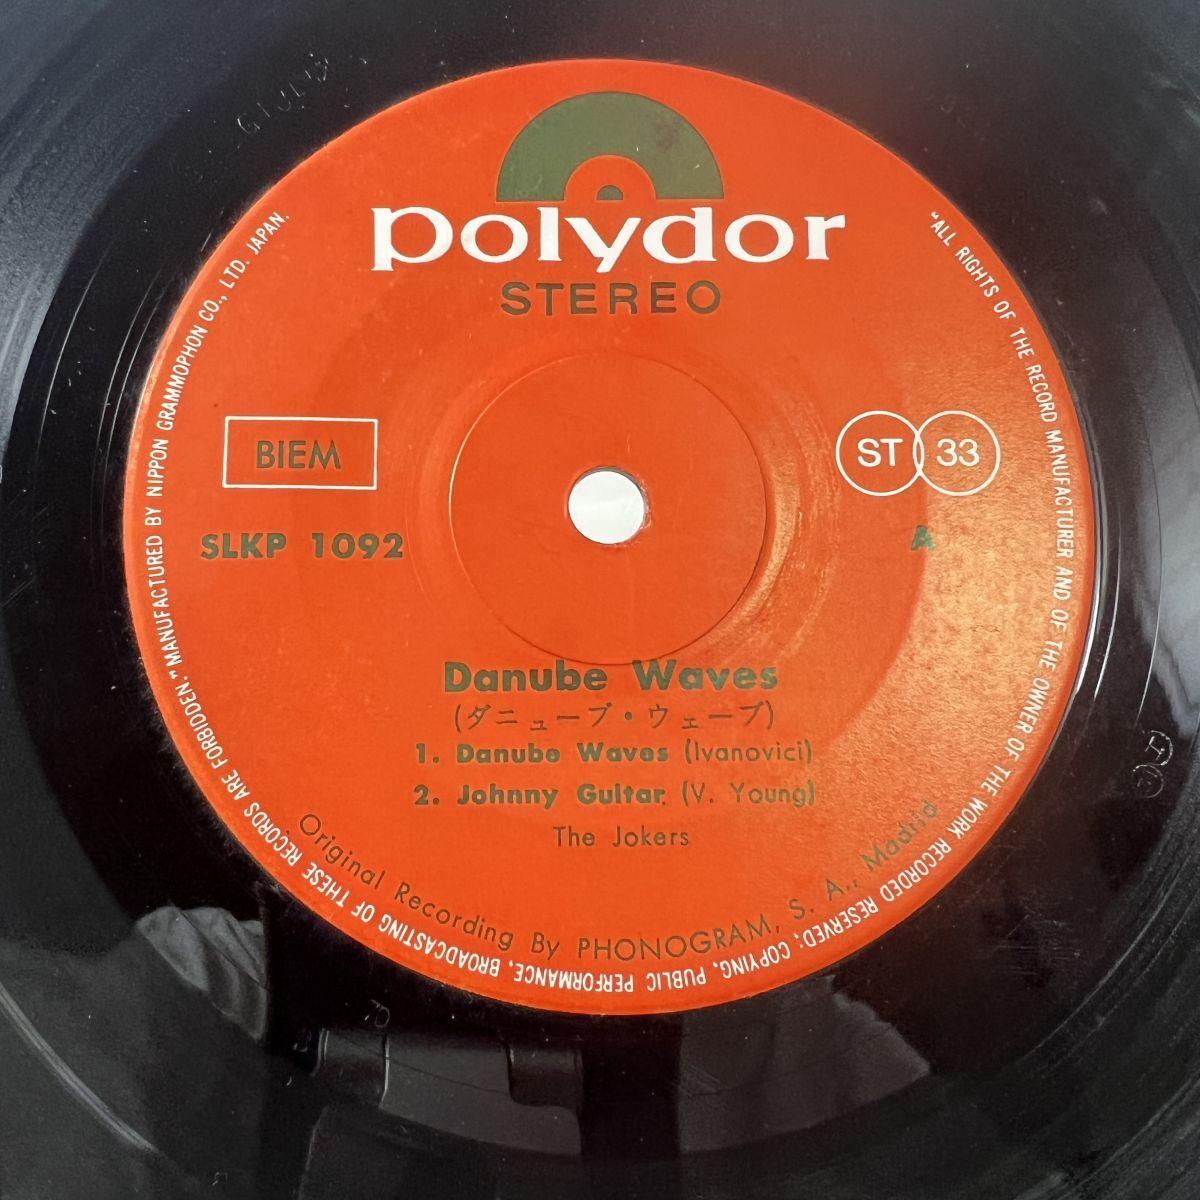 polydor
STEREO
BIEM
ST 33
SLKP 1092
A
Danube Waves
(ダニューブ・ウェーブ)
1. Danube Waves (Ivanovici)
2. Johnny Guitar (V. Young)
The Jokers
Original Recording By PHONOGRAM, S. A., Madrid
"ALL RIGHTS OF THE RECORD MANUFACTURER AND OF THE OWNER OF THE WORK RECORDED RESERVED; COPYING, PUBLIC PERFORMANCE, BROADCASTING OF THESE RECORDS ARE FORBIDDEN." MANUFACTURED BY NIPPON GRAMMOPHON CO., LTD. JAPAN.